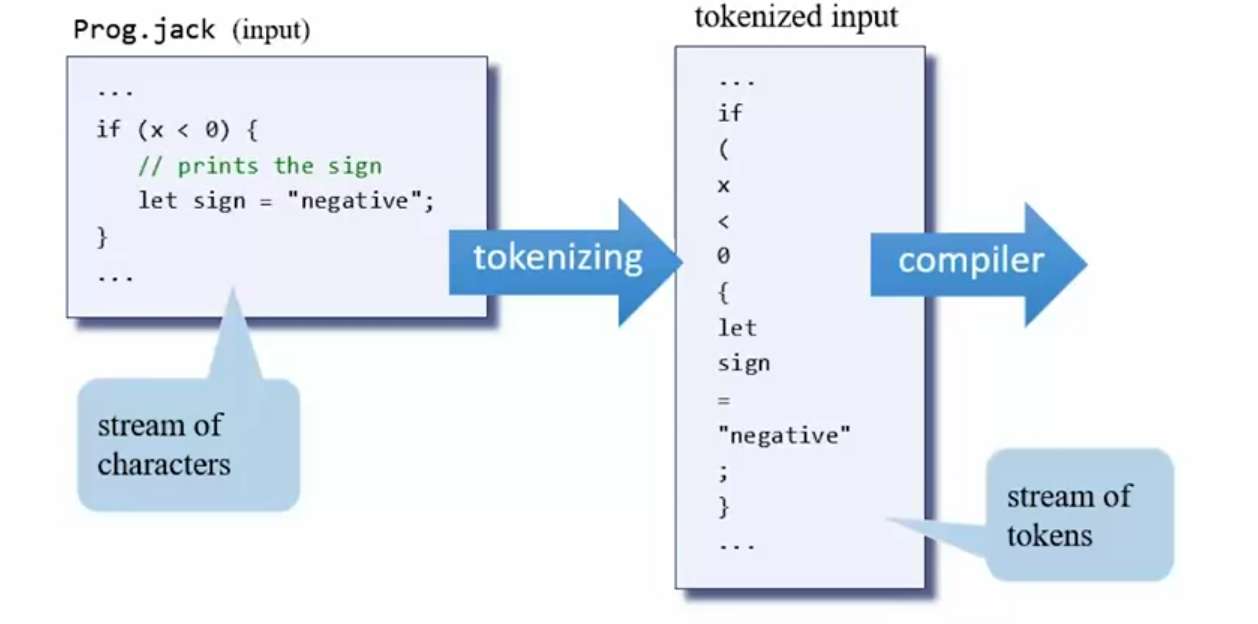 Prog.jack (input)
...
if (x < 0) {
// prints the sign
let sign = "negative";
}
...
stream of
characters
tokenizing
tokenized input
...
if
(
x
<
0
{
let
sign
=
"negative"
;
}
...
compiler
stream of
tokens